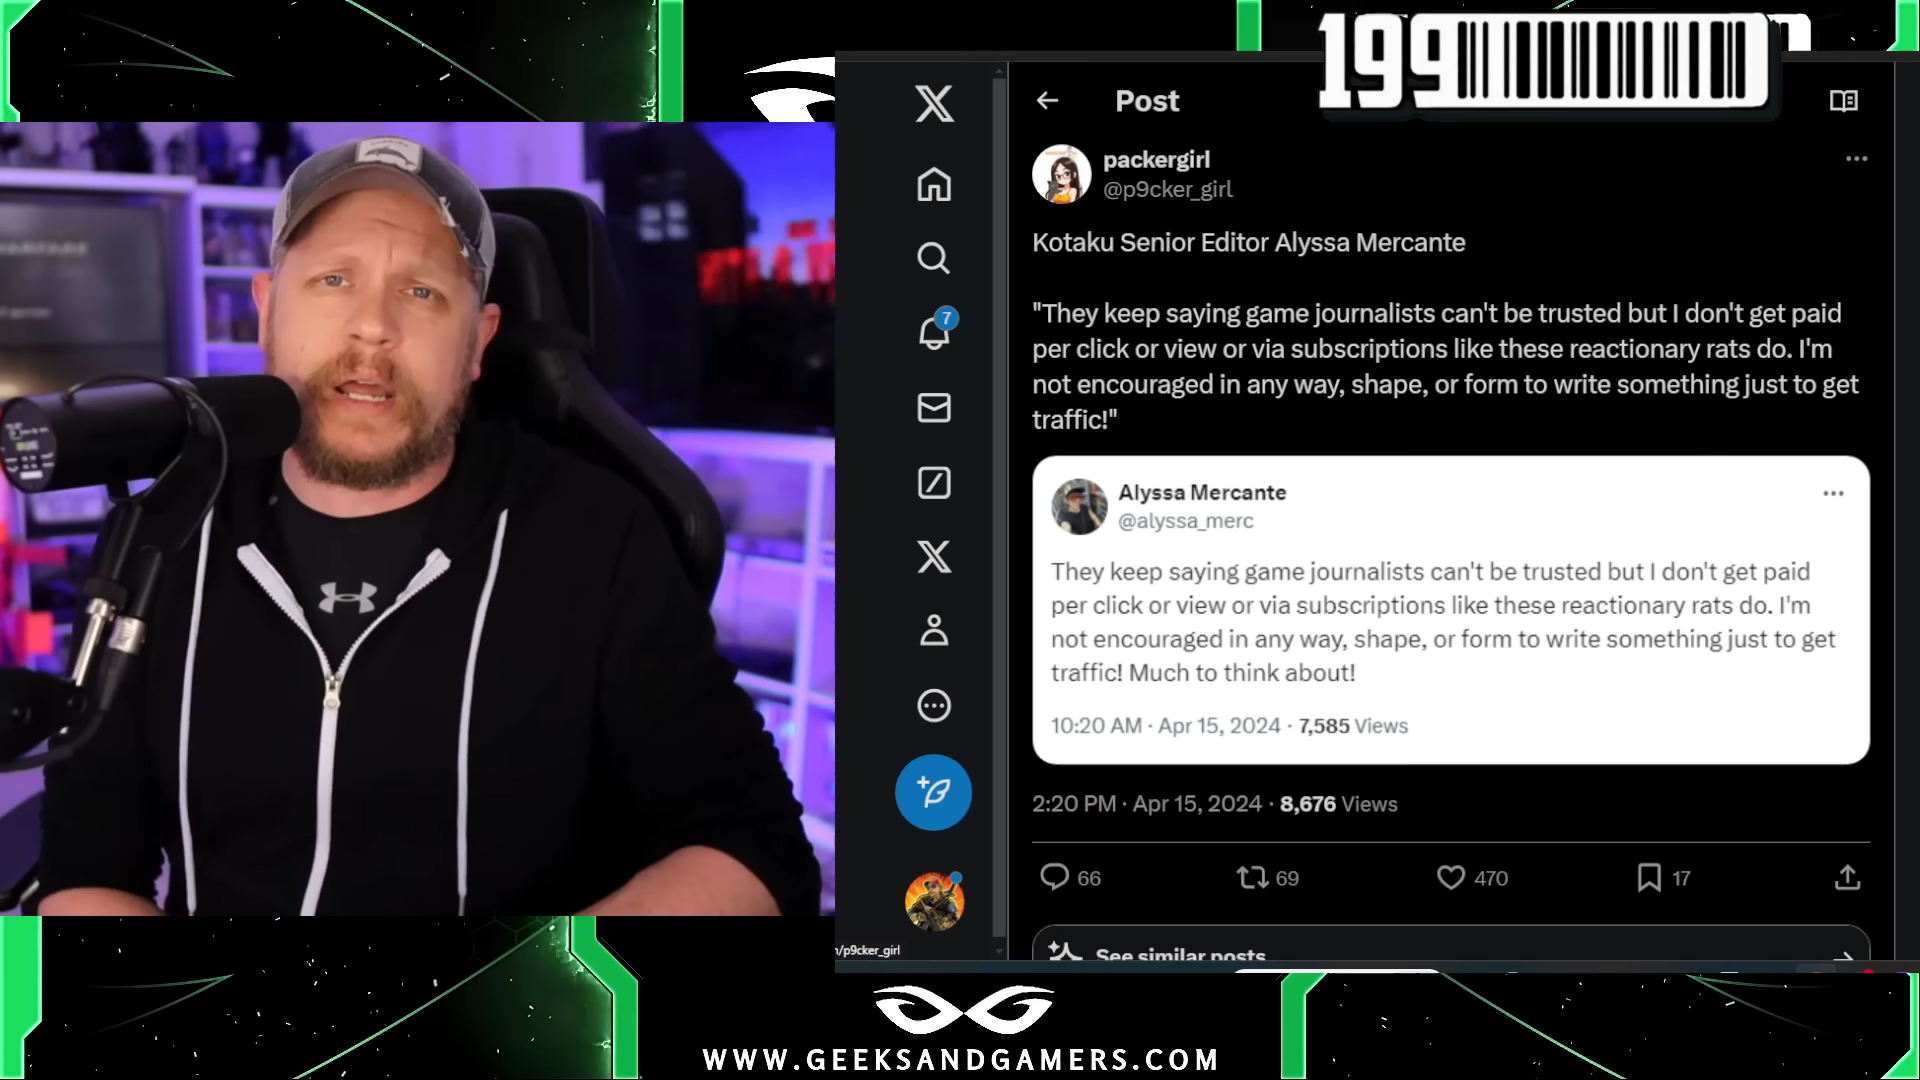 199
Post
packergirl
@p9cker_girl
Kotaku Senior Editor Alyssa Mercante
"They keep saying game journalists can't be trusted but I don't get paid
per click or view or via subscriptions like these reactionary rats do. I'm
not encouraged in any way, shape, or form to write something just to get
traffic!"
Alyssa Mercante
@alyssa_merc
They keep saying game journalists can't be trusted but I don't get paid
per click or view or via subscriptions like these reactionary rats do. I'm
not encouraged in any way, shape, or form to write something just to get
traffic! Much to think about!
10:20 AM · Apr 15, 2024 · 7,585 Views
2:20 PM · Apr 15, 2024 · 8,676 Views
66 69 470 17
See similar posts
7
/p9cker_girl
WWW.GEEKSANDGAMERS.COM